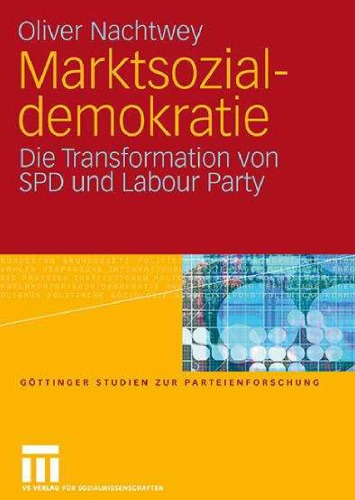 Oliver Nachtwey
Marktsozial-
demokratie
Die Transformation von
SPD und Labour Party
GÖTTINGER STUDIEN ZUR PARTEIENFORSCHUNG
VS VERLAG FÜR SOZIALWISSENSCHAFTEN